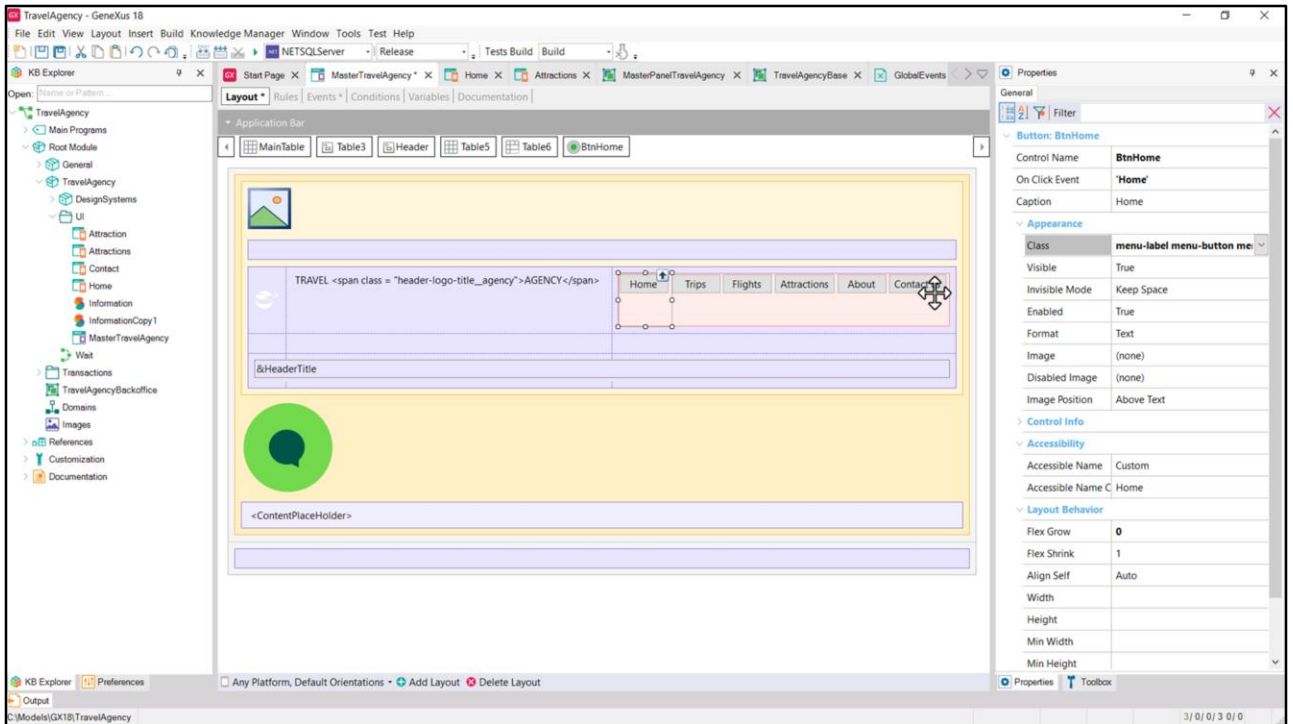 TravelAgency - GeneXus 18
File Edit View Layout Insert Build Knowledge Manager Window Tools Test Help
NETSQLServer Release Tests Build Build
KB Explorer
Open: Name or Pattern...
TravelAgency
Main Programs
Root Module
General
TravelAgency
DesignSystems
UI
Attraction
Attractions
Contact
Home
Information
InformationCopy1
MasterTravelAgency
Wait
Transactions
TravelAgencyBackoffice
Domains
Images
References
Customization
Documentation
KB Explorer Preferences
Start Page X MasterTravelAgency * X Home X Attractions X MasterPanelTravelAgency X TravelAgencyBase X GlobalEvents
Layout * | Rules | Events * | Conditions | Variables | Documentation |
Application Bar
MainTable Table3 Header Table5 Table6 BtnHome
TRAVEL <span class = "header-logo-title__agency">AGENCY</span>
Home Trips Flights Attractions About
&HeaderTitle
<ContentPlaceHolder>
Any Platform, Default Orientations Add Layout Delete Layout
Properties
General
Filter
Button: BtnHome
Control Name BtnHome
On Click Event 'Home'
Caption Home
Appearance
Class menu-label menu-button me
Visible True
Invisible Mode Keep Space
Enabled True
Format Text
Image (none)
Disabled Image (none)
Image Position Above Text
Control Info
Accessibility
Accessible Name Custom
Accessible Name C Home
Layout Behavior
Flex Grow 0
Flex Shrink 1
Align Self Auto
Width
Height
Min Width
Min Height
Properties Toolbox
Output
C:\Models\GX18\TravelAgency
3/ 0/ 0/ 3 0/ 0